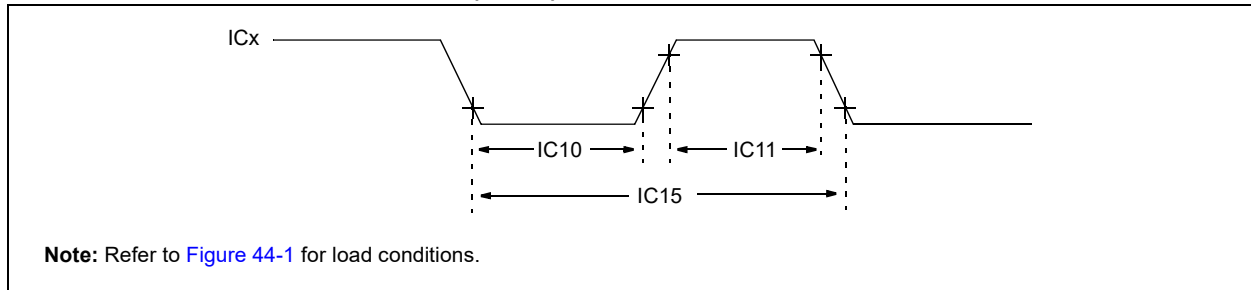 ICx
IC10
IC11
IC15
Note: Refer to Figure 44-1 for load conditions.